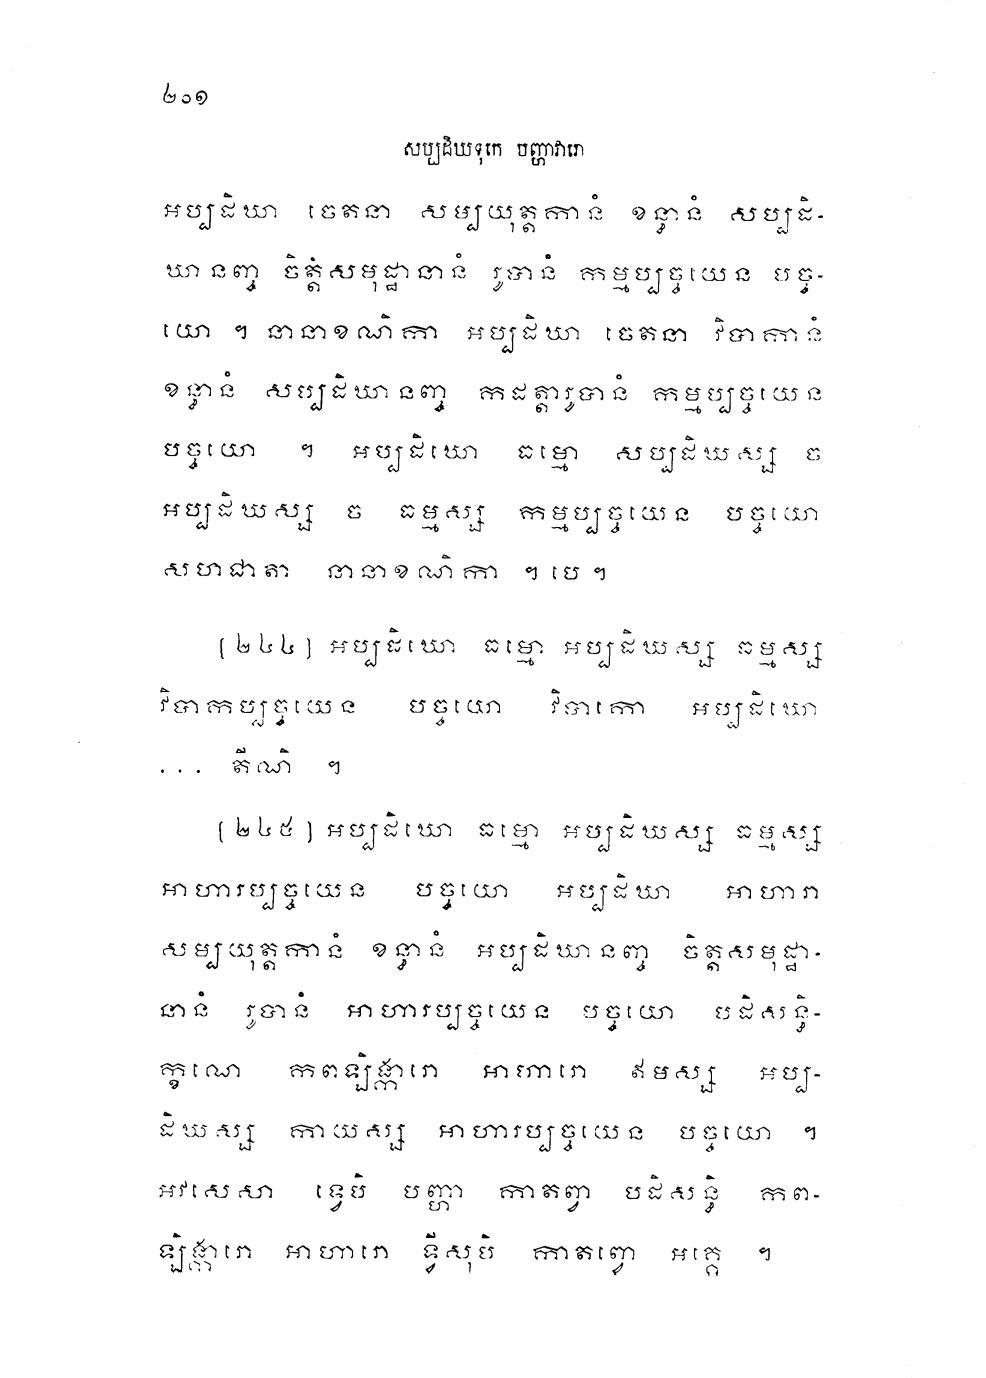 ២០១
សប្បដិឃទុកេ បញ្ហាវារោ
អប្បដិឃា ចេតនា សម្បយុត្តកានំ ខន្ធានំ សប្បដិ-
ឃានញ្ច ចិត្តំសមុដ្ឋានានំ រូបានំ កម្មប្បច្ចយេន បច្ច-
យោ ។ នានាខណិកា អប្បដិឃា ចេតនា វិបាកានំ
ខន្ធានំ សប្បដិឃានញ្ច កដត្តារូបានំ កម្មប្បច្ចយេន
បច្ចយោ ។ អប្បដិឃោ ធម្មោ សប្បដិឃស្ស ច
អប្បដិឃស្ស ច ធម្មស្ស កម្មប្បច្ចយេន បច្ចយោ
សហជាតា នានាខណិកា ។ បេ ។
[២៤៤] អប្បដិឃោ ធម្មោ អប្បដិឃស្ស ធម្មស្ស
វិបាកប្បច្ចយេន បច្ចយោ វិបាកោ អប្បដិឃោ
... តីណិ ។
[២៤៥] អប្បដិឃោ ធម្មោ អប្បដិឃស្ស ធម្មស្ស
អាហារប្បច្ចយេន បច្ចយោ អប្បដិឃា អាហារា
សម្បយុត្តកានំ ខន្ធានំ អប្បដិឃានញ្ច ចិត្តសមុដ្ឋា-
នានំ រូបានំ អាហារប្បច្ចយេន បច្ចយោ បដិសន្ធិ-
ក្ខណេ កពឡិង្ការោ អាហារោ ឥមស្ស អប្ប-
ដិឃស្ស កាយស្ស អាហារប្បច្ចយេន បច្ចយោ ។
អវសេសា ទ្វេបិ បញ្ហា កាតព្វា បដិសន្ធិ កព-
ឡិង្ការោ អាហារោ ទ្វីសុបិ កាតព្វោ អគ្គេ ។